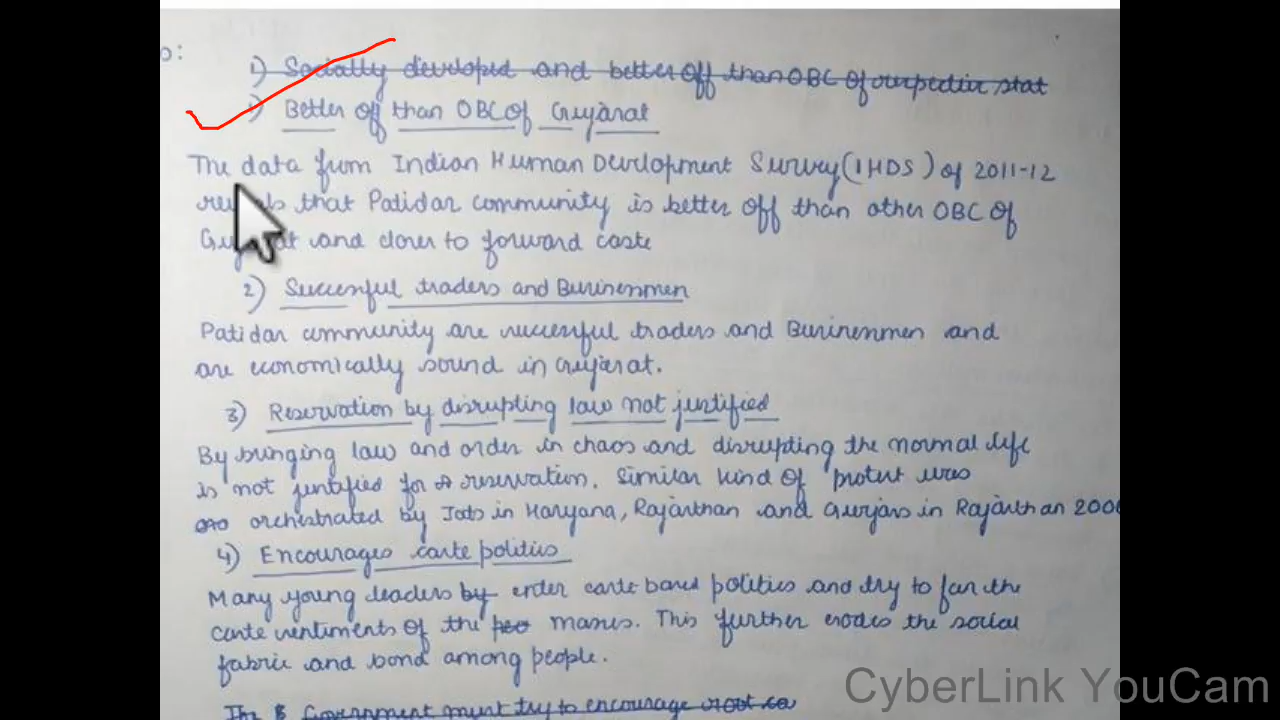 o:
1) Socially developed and better off than OBC of respective stat
1) Better off than OBC of Gujarat
The data from Indian Human Development Survey (IHDS) of 2011-12
reveals that Patidar community is better off than other OBC of
Gujarat and closer to forward caste
2) Successful traders and Businessmen
Patidar community are successful traders and Businessmen and
are economically sound in Gujarat.
3) Reservation by disrupting law not justified
By bringing law and order in chaos and disrupting the normal life
is not justified for reservation. Similar kind of protest was
orchestrated by Jats in Haryana, Rajasthan and Gurjars in Rajasthan 2006
4) Encourages caste politics
Many young leaders by enter caste based politics and try to fan the
caste sentiments of the masses. This further erodes the social
fabric and bond among people.
The Government must try to encourage
CyberLink YouCam